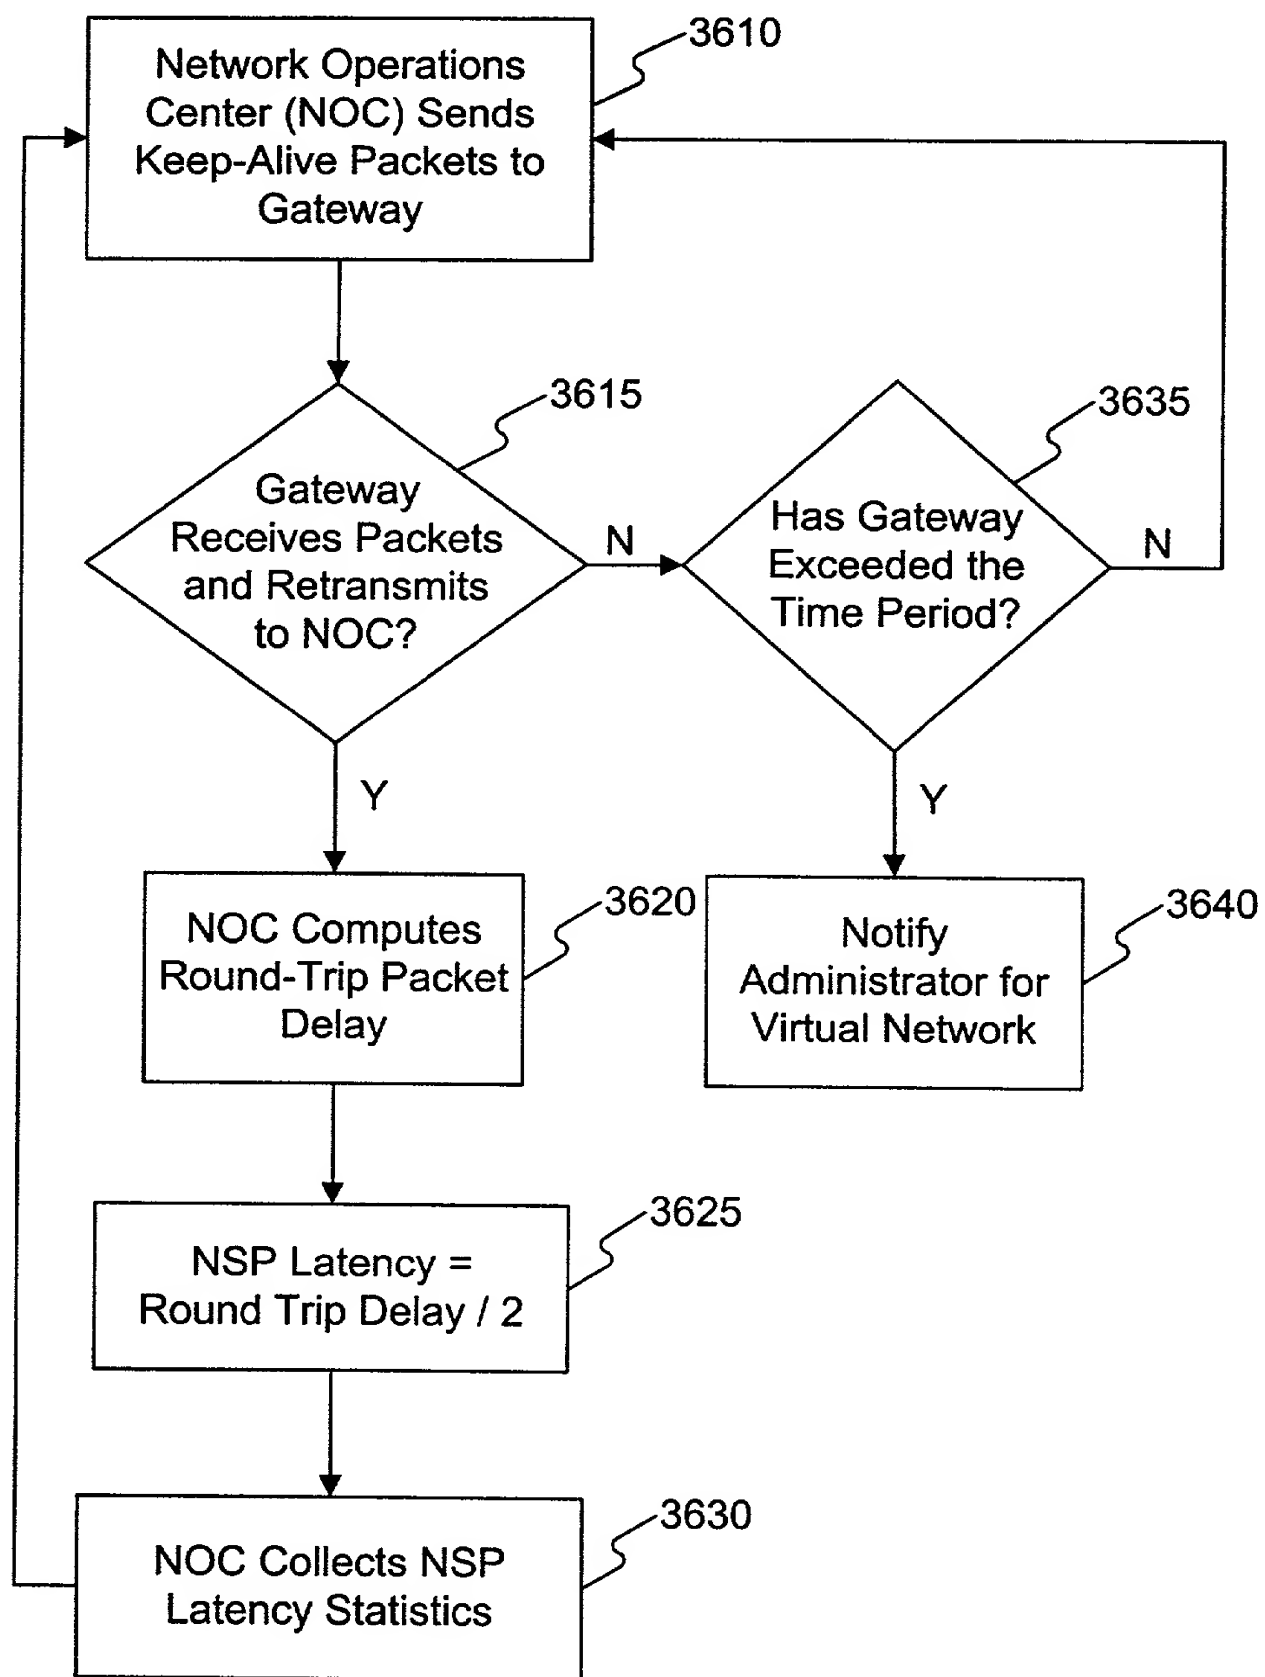 3610
Network Operations
Center (NOC) Sends
Keep-Alive Packets to
Gateway
3615
Gateway
Receives Packets
and Retransmits
to NOC?
N
Y
3635
Has Gateway
Exceeded the
Time Period?
N
Y
3620
NOC Computes
Round-Trip Packet
Delay
3640
Notify
Administrator for
Virtual Network
3625
NSP Latency =
Round Trip Delay / 2
3630
NOC Collects NSP
Latency Statistics